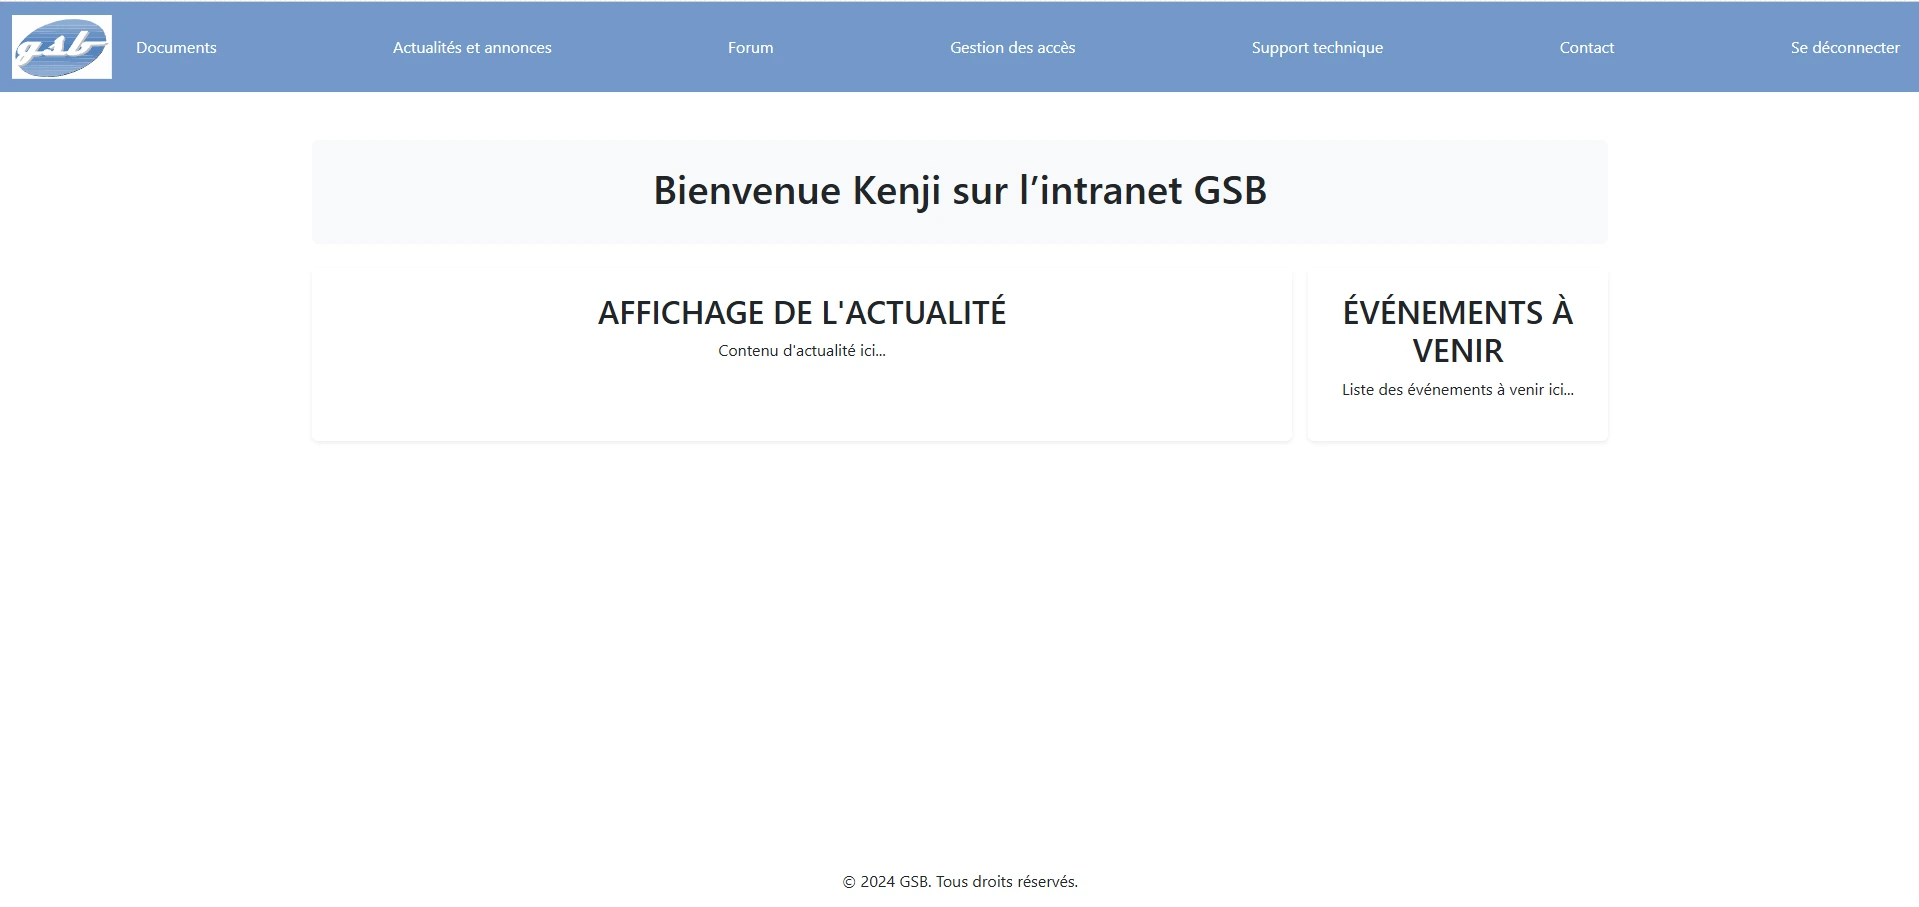 gsb
Documents
Actualités et annonces
Forum
Gestion des accès
Support technique
Contact
Se déconnecter
Bienvenue Kenji sur l’intranet GSB
AFFICHAGE DE L'ACTUALITÉ
Contenu d'actualité ici...
ÉVÉNEMENTS À
VENIR
Liste des événements à venir ici...
© 2024 GSB. Tous droits réservés.